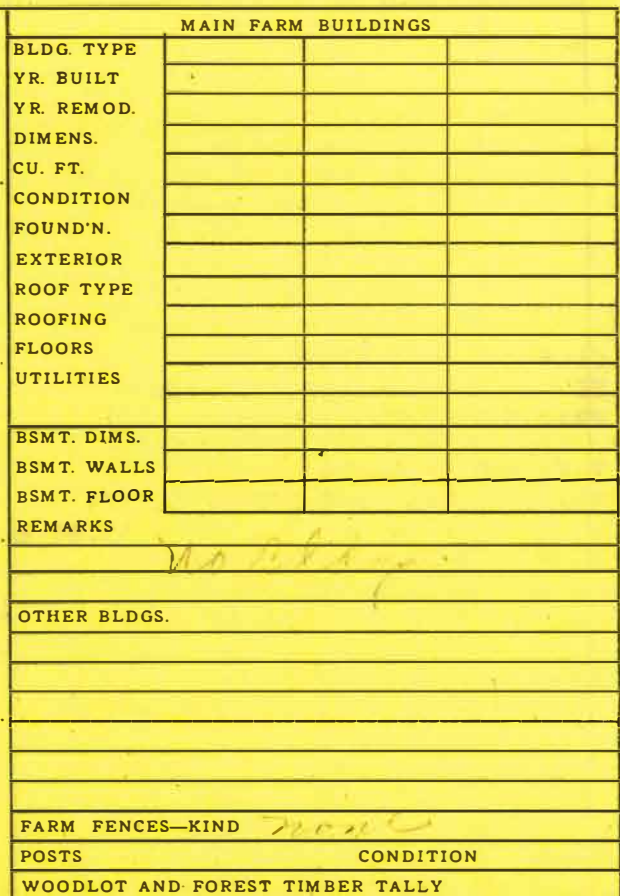 MAIN FARM BUILDINGS
BLDG. TYPE
YR. BUILT
YR. REMOD.
DIMENS.
CU. FT.
CONDITION
FOUND'N.
EXTERIOR
ROOF TYPE
ROOFING
FLOORS
UTILITIES
BSMT. DIMS.
BSMT. WALLS
BSMT. FLOOR
REMARKS
No Bldg.
OTHER BLDGS.
FARM FENCES—KIND none
POSTS CONDITION
WOODLOT AND FOREST TIMBER TALLY